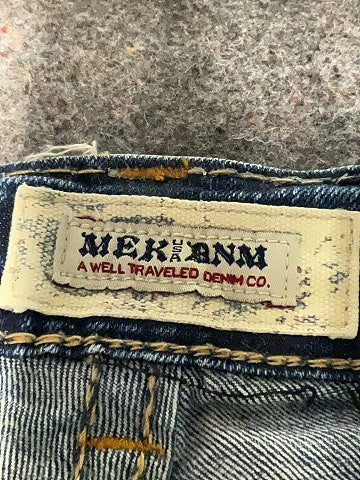 MEK USA DNM
A WELL TRAVELED DENIM CO.